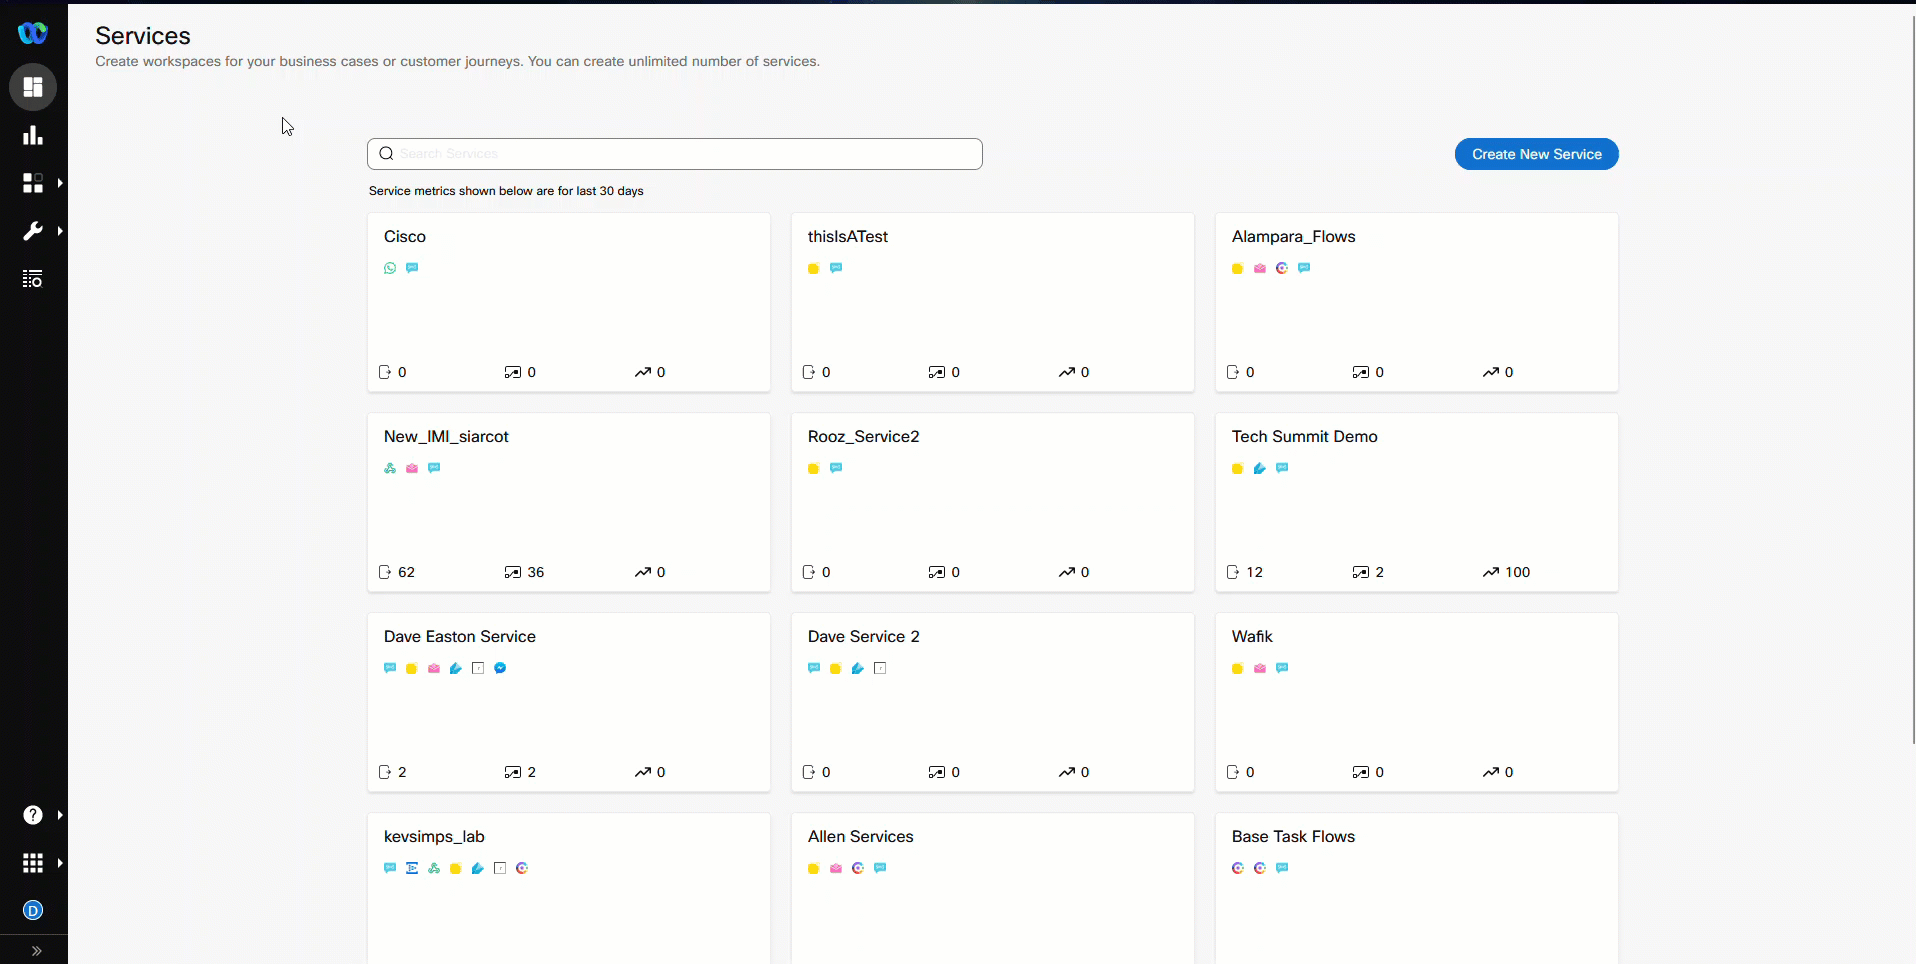 Services
Create workspaces for your business cases or customer journeys. You can create unlimited number of services.
Search Services
Create New Service
Service metrics shown below are for last 30 days
Cisco
thisIsATest
Alampara_Flows
0 0 0
0 0 0
0 0 0
New_IMI_siarcot
Rooz_Service2
Tech Summit Demo
62 36 0
0 0 0
12 2 100
Dave Easton Service
Dave Service 2
Wafik
2 2 0
0 0 0
0 0 0
kevsimps_lab
Allen Services
Base Task Flows
?
D